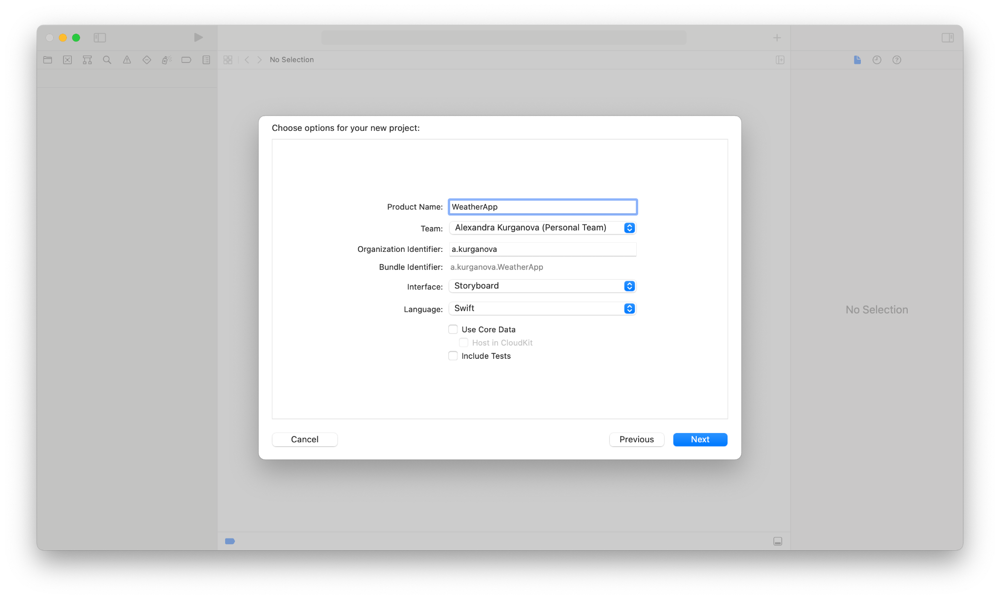 No Selection
Choose options for your new project:
Product Name: WeatherApp
Team: Alexandra Kurganova (Personal Team)
Organization Identifier: a.kurganova
Bundle Identifier: a.kurganova.WeatherApp
Interface: Storyboard
Language: Swift
Use Core Data
Host in CloudKit
Include Tests
No Selection
Cancel Previous Next